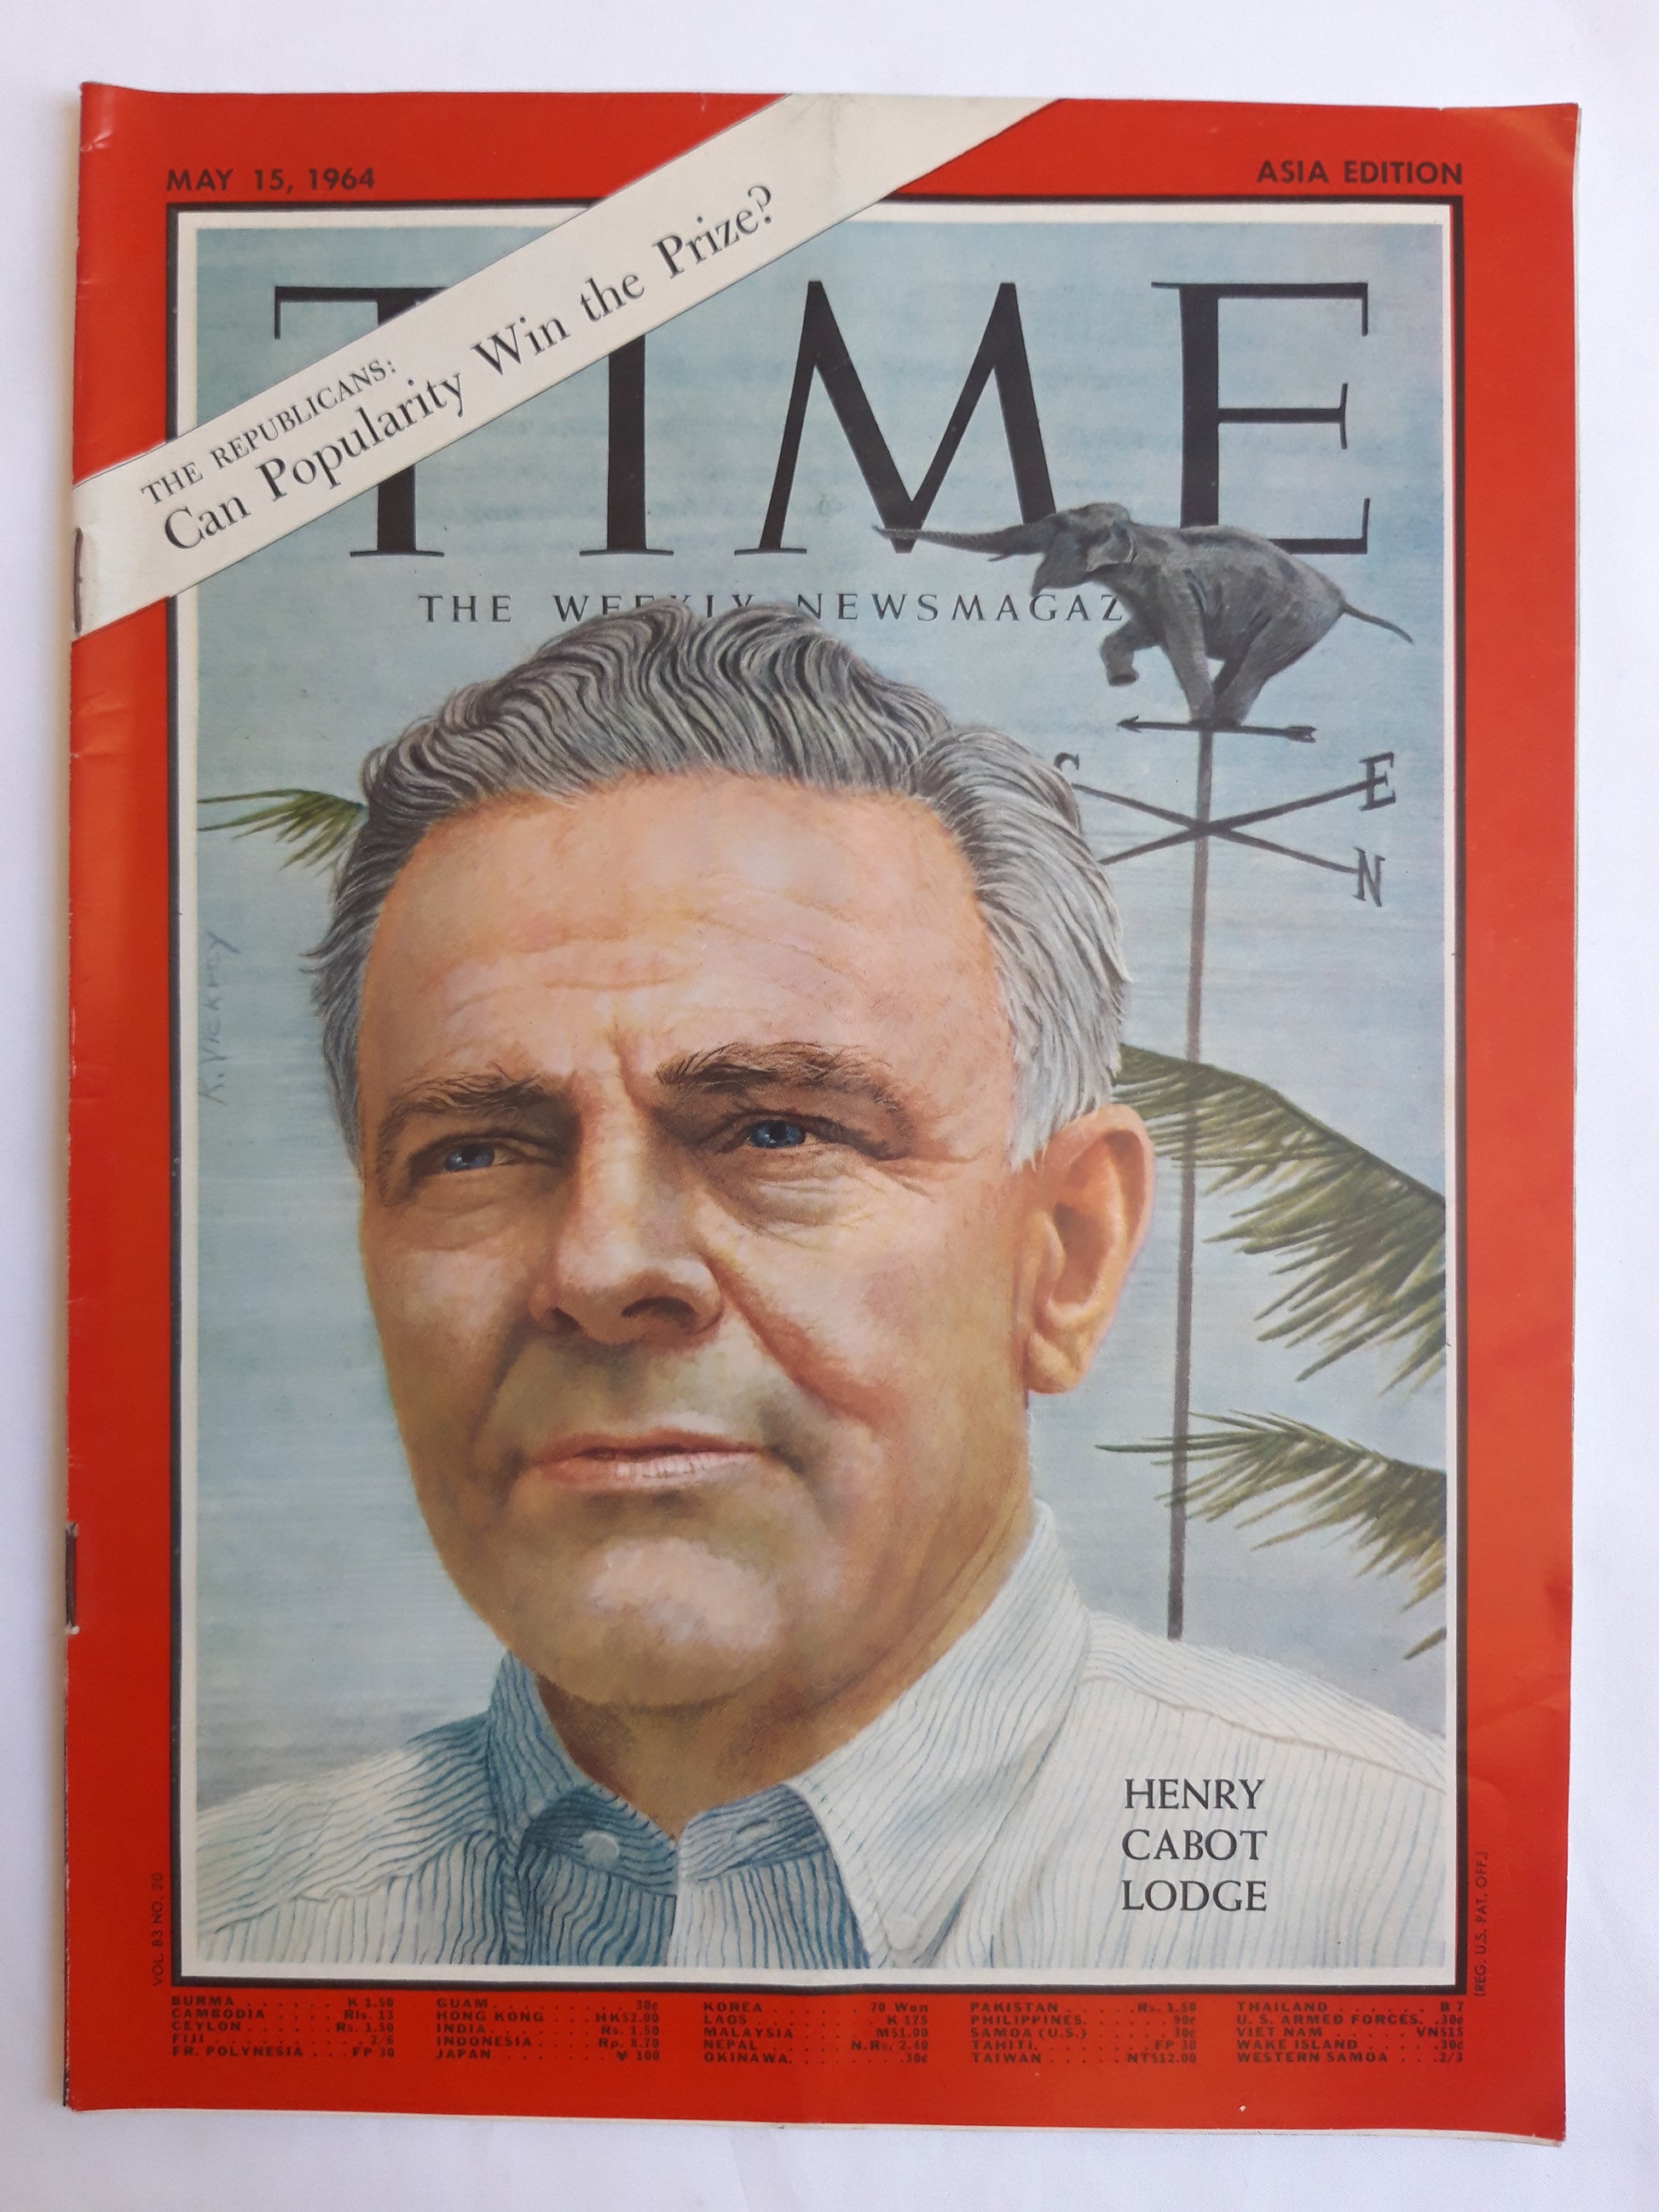 MAY 15, 1964
ASIA EDITION
THE REPUBLICANS:
Can Popularity Win the Prize?
TIME
THE WEEKLY NEWSMAGAZ
E
N
HENRY
CABOT
LODGE
VOL. 83 NO. 20
(REG. U.S. PAT. OFF.)
BURMA . . . . . . K 1.50
CAMBODIA . . . . Rls. 13
CEYLON . . . . . Rs. 1.50
FIJI . . . . . . . . 2/6
FR. POLYNESIA . . . FP 30
GUAM . . . . . . . . 30¢
HONG KONG . . . HK$2.00
INDIA . . . . . . Rs. 1.50
INDONESIA . . . . Rp. 8.70
JAPAN . . . . . . ¥ 100
KOREA . . . . . . 70 Won
LAOS . . . . . . . K 175
MALAYSIA . . . . M$1.00
NEPAL . . . . . N.Rs. 2.40
OKINAWA . . . . . . 30¢
PAKISTAN . . . . Rs. 1.50
PHILIPPINES . . . . . 90¢
SAMOA (U.S.) . . . . 30¢
TAHITI . . . . . . FP 30
TAIWAN . . . . NT$12.00
THAILAND . . . . . . B 7
U. S. ARMED FORCES . .30¢
VIET NAM . . . . VN$15
WAKE ISLAND . . . . .30¢
WESTERN SAMOA . . . 2/3